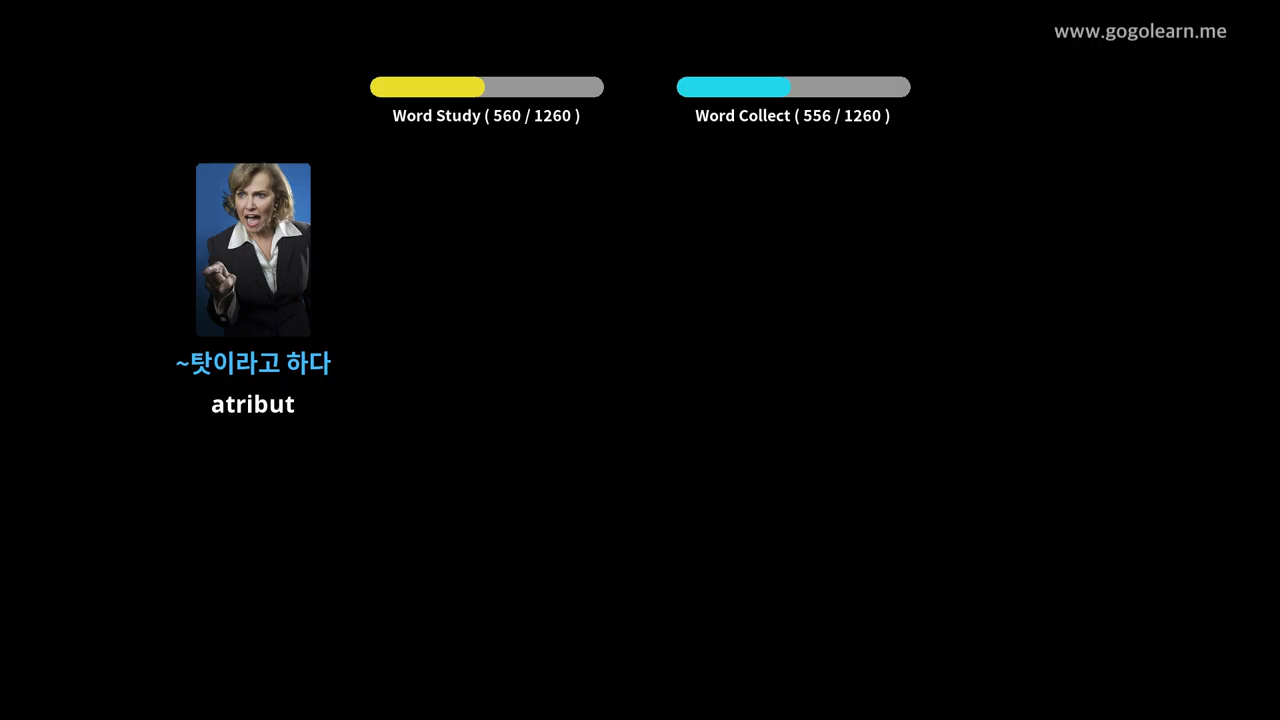 www.gogolearn.me
Word Study ( 560 / 1260 )
Word Collect ( 556 / 1260 )
~탓이라고 하다
atribut